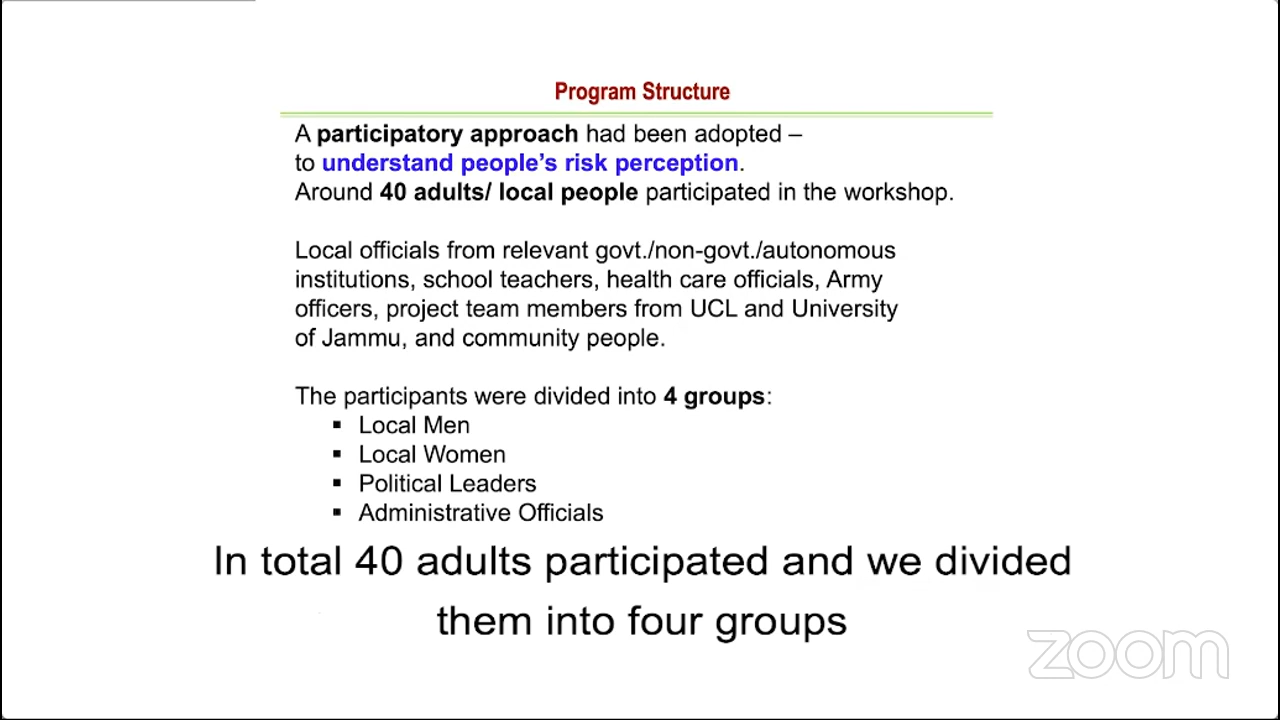 Program Structure
A participatory approach had been adopted –
to understand people's risk perception.
Around 40 adults/ local people participated in the workshop.
Local officials from relevant govt./non-govt./autonomous
institutions, school teachers, health care officials, Army
officers, project team members from UCL and University
of Jammu, and community people.
The participants were divided into 4 groups:
▪ Local Men
▪ Local Women
▪ Political Leaders
▪ Administrative Officials
In total 40 adults participated and we divided
them into four groups
zoom